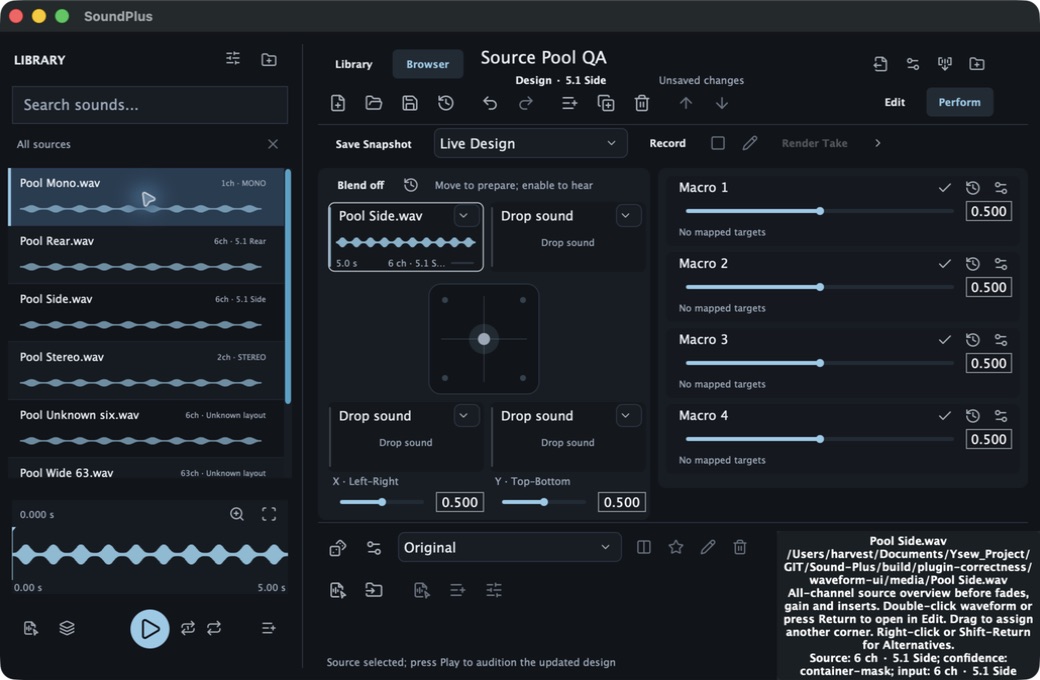 SoundPlus
LIBRARY
Search sounds...
All sources
Pool Mono.wav
1ch · MONO
Pool Rear.wav
6ch · 5.1 Rear
Pool Side.wav
6ch · 5.1 Side
Pool Stereo.wav
2ch · STEREO
Pool Unknown six.wav
6ch · Unknown layout
Pool Wide 63.wav
63ch · Unknown layout
0.000 s
0.00 s
5.00 s
Library
Browser
Source Pool QA
Design · 5.1 Side
Unsaved changes
Edit
Perform
Save Snapshot
Live Design
Record
Render Take
Blend off
Move to prepare; enable to hear
Pool Side.wav
5.0 s
6 ch · 5.1 S...
Drop sound
Drop sound
Drop sound
Drop sound
Drop sound
Drop sound
X · Left-Right
0.500
Y · Top-Bottom
0.500
Macro 1
0.500
No mapped targets
Macro 2
0.500
No mapped targets
Macro 3
0.500
No mapped targets
Macro 4
0.500
No mapped targets
Original
Source selected; press Play to audition the updated design
Pool Side.wav
/Users/harvest/Documents/Ysew_Project/
GIT/Sound-Plus/build/plugin-correctness/
waveform-ui/media/Pool Side.wav
All-channel source overview before fades,
gain and inserts. Double-click waveform or
press Return to open in Edit. Drag to assign
another corner. Right-click or Shift-Return
for Alternatives.
Source: 6 ch · 5.1 Side; confidence:
container-mask; input: 6 ch · 5.1 Side